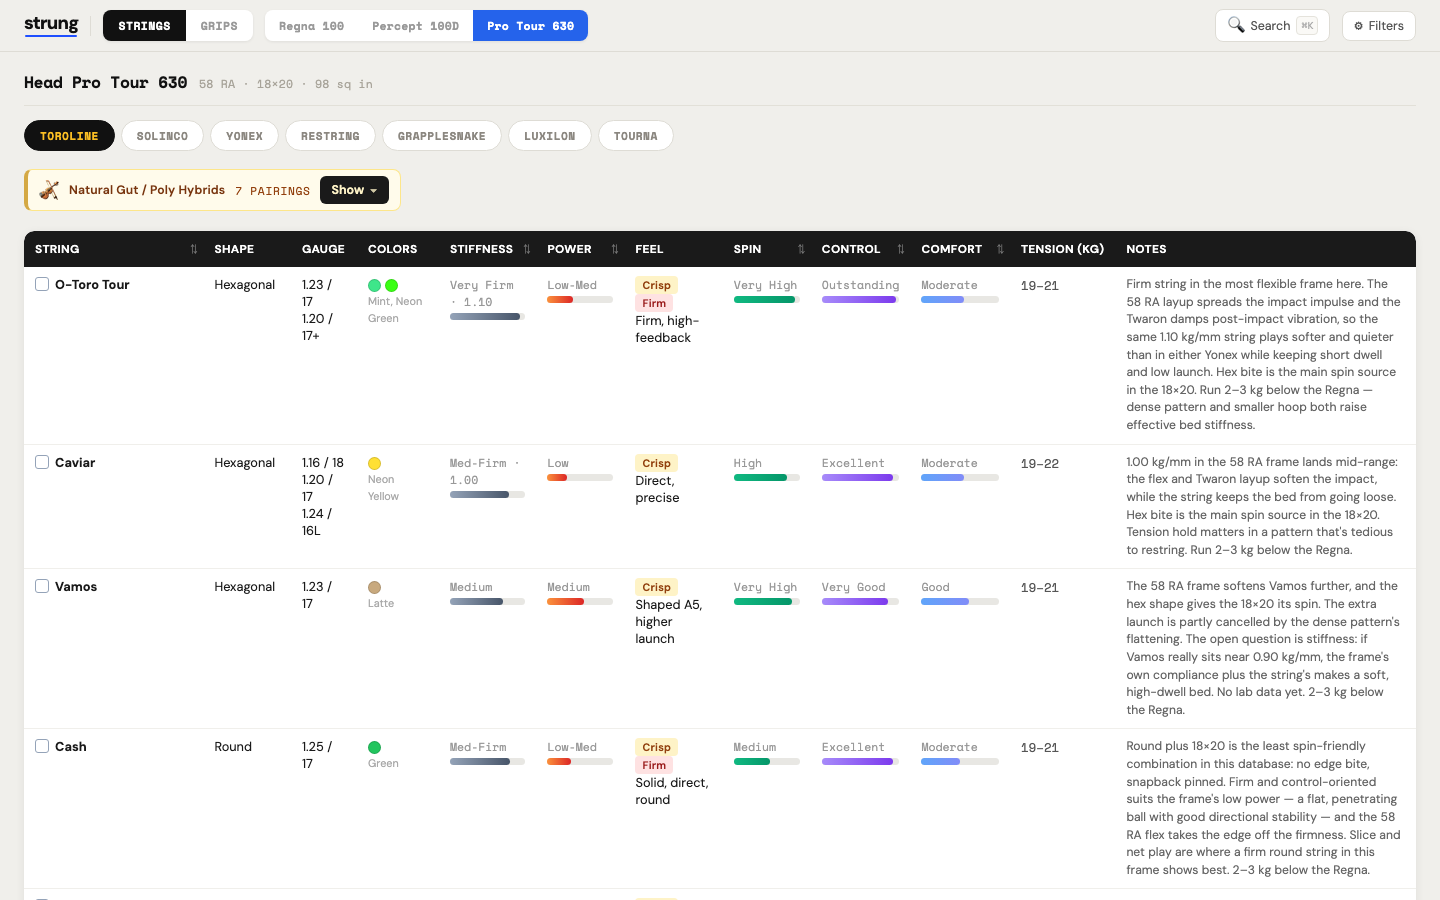 strung
STRINGS GRIPS Regna 100 Percept 100D Pro Tour 630 Search ⌘K Filters
Head Pro Tour 630 58 RA · 18×20 · 98 sq in
TOROLINE SOLINCO YONEX RESTRING GRAPPLESNAKE LUXILON TOURNA
Natural Gut / Poly Hybrids 7 PAIRINGS Show
STRING SHAPE GAUGE COLORS STIFFNESS POWER FEEL SPIN CONTROL COMFORT TENSION (KG) NOTES
O-Toro Tour
Hexagonal
1.23 /
17
1.20 /
17+
Mint, Neon
Green
Very Firm
· 1.10
Low-Med
Crisp
Firm
Firm, high-
feedback
Very High
Outstanding
Moderate
19–21
Firm string in the most flexible frame here. The
58 RA layup spreads the impact impulse and the
Twaron damps post-impact vibration, so the
same 1.10 kg/mm string plays softer and quieter
than in either Yonex while keeping short dwell
and low launch. Hex bite is the main spin source
in the 18×20. Run 2–3 kg below the Regna —
dense pattern and smaller hoop both raise
effective bed stiffness.
Caviar
Hexagonal
1.16 / 18
1.20 /
17
1.24 /
16L
Neon
Yellow
Med-Firm ·
1.00
Low
Crisp
Direct,
precise
High
Excellent
Moderate
19–22
1.00 kg/mm in the 58 RA frame lands mid-range:
the flex and Twaron layup soften the impact,
while the string keeps the bed from going loose.
Hex bite is the main spin source in the 18×20.
Tension hold matters in a pattern that's tedious
to restring. Run 2–3 kg below the Regna.
Vamos
Hexagonal
1.23 /
17
Latte
Medium
Medium
Crisp
Shaped A5,
higher
launch
Very High
Very Good
Good
19–21
The 58 RA frame softens Vamos further, and the
hex shape gives the 18×20 its spin. The extra
launch is partly cancelled by the dense pattern's
flattening. The open question is stiffness: if
Vamos really sits near 0.90 kg/mm, the frame's
own compliance plus the string's makes a soft,
high-dwell bed. No lab data yet. 2–3 kg below
the Regna.
Cash
Round
1.25 /
17
Green
Med-Firm
Low-Med
Crisp
Firm
Solid, direct,
round
Medium
Excellent
Moderate
19–21
Round plus 18×20 is the least spin-friendly
combination in this database: no edge bite,
snapback pinned. Firm and control-oriented
suits the frame's low power — a flat, penetrating
ball with good directional stability — and the 58
RA flex takes the edge off the firmness. Slice and
net play are where a firm round string in this
frame shows best. 2–3 kg below the Regna.